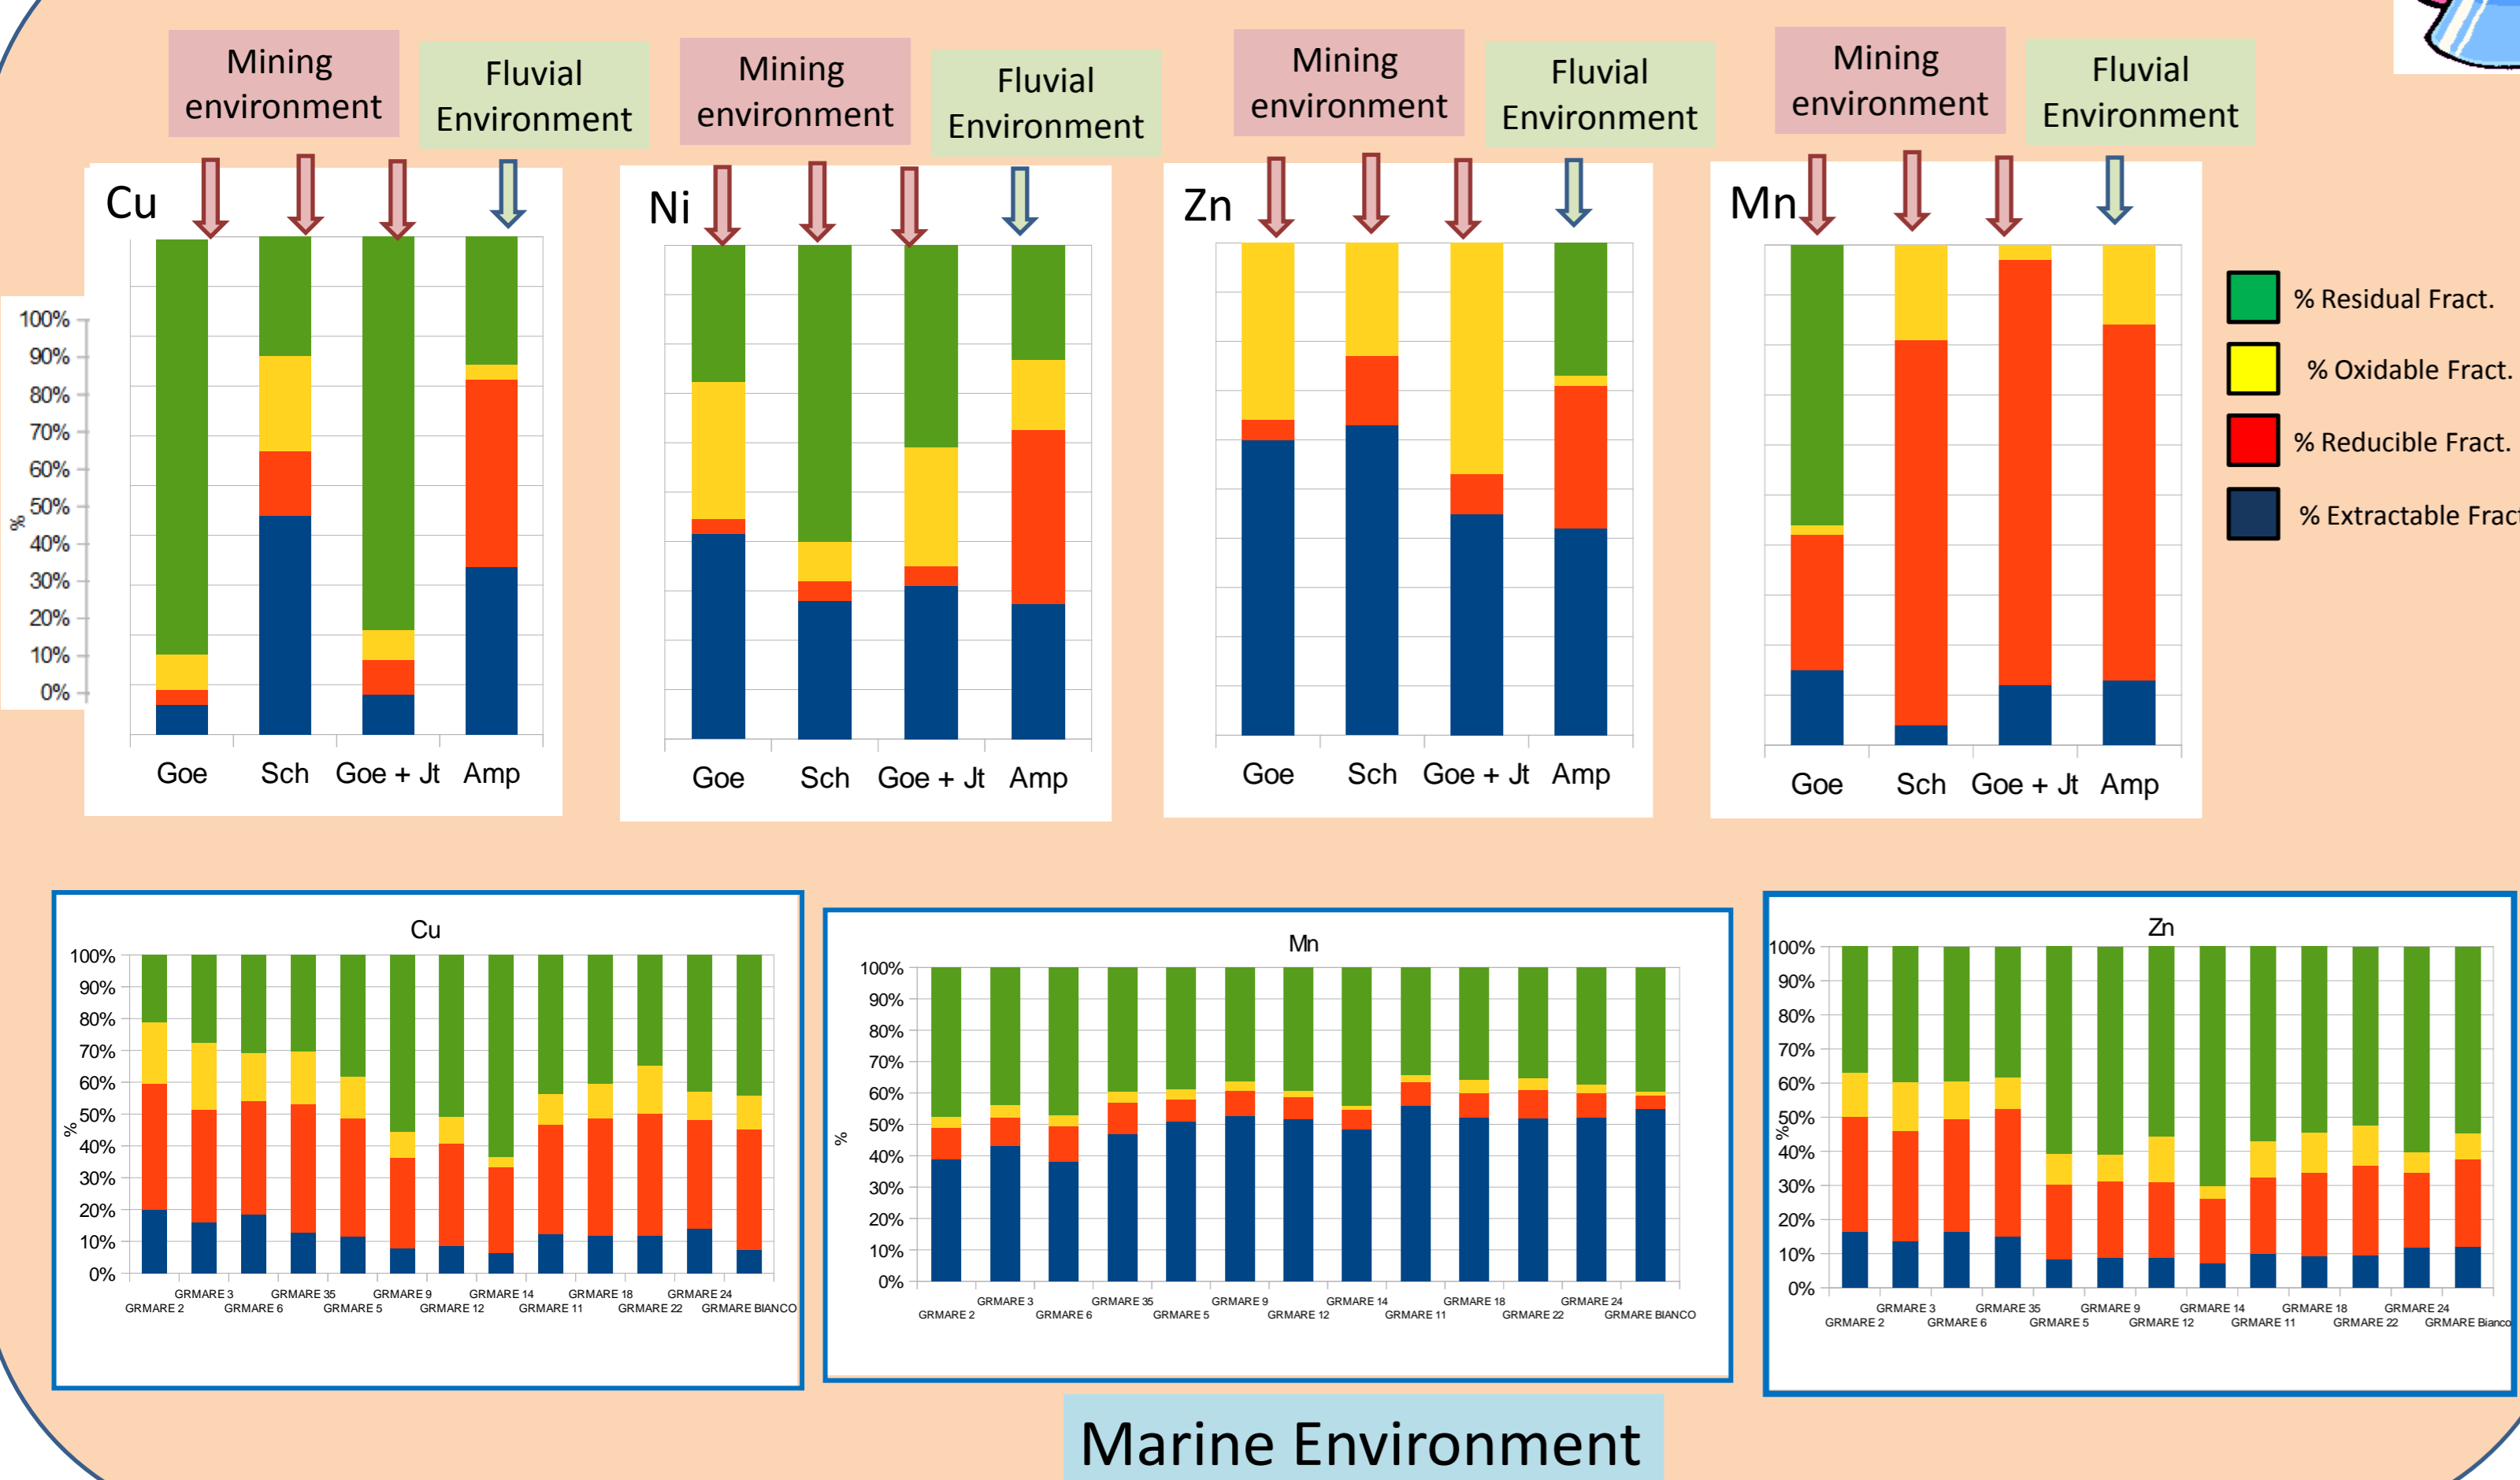 Mining
environment
Fluvial
Environment
Mining
environment
Fluvial
Environment
Mining
environment
Fluvial
Environment
Mining
environment
Fluvial
Environment
Cu
Ni
Zn
Mn
100%
90%
80%
70%
60%
50%
40%
30%
20%
10%
0%
%
Goe Sch Goe + Jt Amp
Goe Sch Goe + Jt Amp
Goe Sch Goe + Jt Amp
Goe Sch Goe + Jt Amp
% Residual Fract.
% Oxidable Fract.
% Reducible Fract.
% Extractable Fract
Cu
100%
90%
80%
70%
60%
50%
40%
30%
20%
10%
0%
%
GRMARE 3 GRMARE 35 GRMARE 9 GRMARE 14 GRMARE 18 GRMARE 24
GRMARE 2 GRMARE 6 GRMARE 5 GRMARE 12 GRMARE 11 GRMARE 22 GRMARE BIANCO
Mn
100%
90%
80%
70%
60%
50%
40%
30%
20%
10%
0%
%
GRMARE 3 GRMARE 35 GRMARE 9 GRMARE 14 GRMARE 18 GRMARE 24
GRMARE 2 GRMARE 6 GRMARE 5 GRMARE 12 GRMARE 11 GRMARE 22 GRMARE BIANCO
Zn
100%
90%
80%
70%
60%
50%
40%
30%
20%
10%
0%
%
GRMARE 3 GRMARE 35 GRMARE 9 GRMARE 14 GRMARE 18 GRMARE 24
GRMARE 2 GRMARE 6 GRMARE 5 GRMARE 12 GRMARE 11 GRMARE 22 GRMARE Bianco
Marine Environment